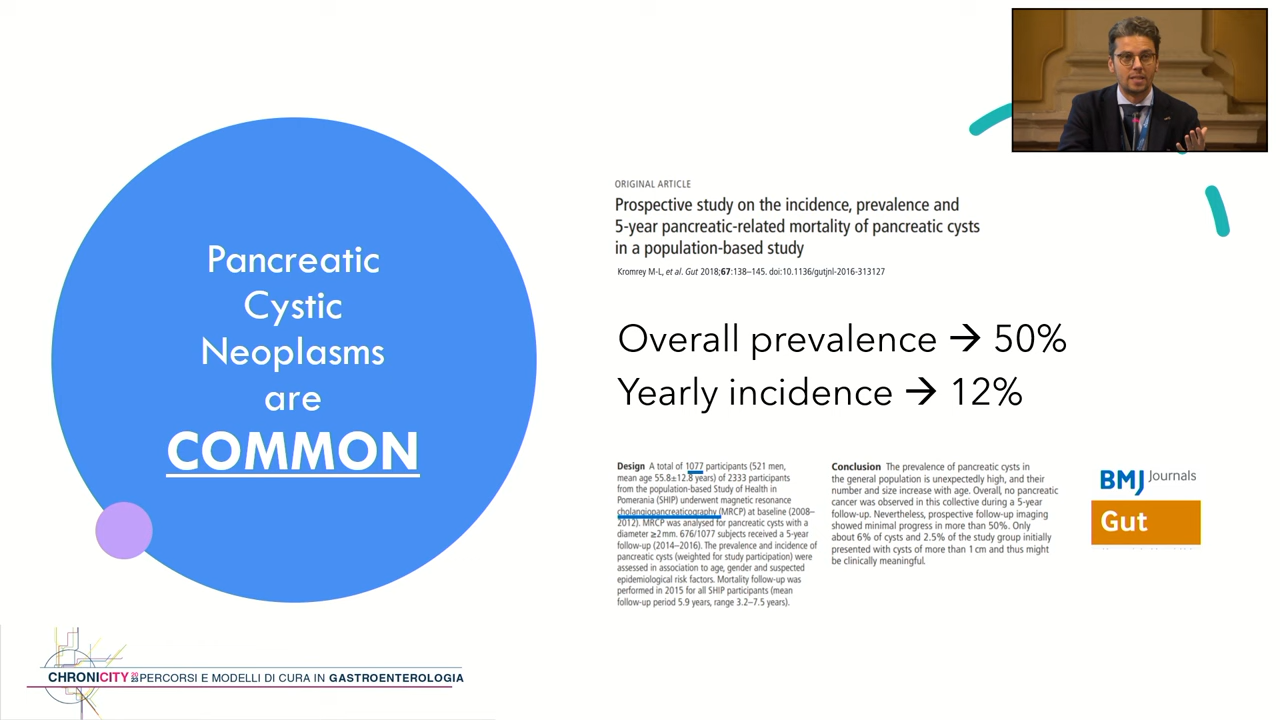 Pancreatic
Cystic
Neoplasms
are
COMMON
ORIGINAL ARTICLE
Prospective study on the incidence, prevalence and
5-year pancreatic-related mortality of pancreatic cysts
in a population-based study
Kromrey M-L, et al. Gut 2018;67:138–145. doi:10.1136/gutjnl-2016-313127
Overall prevalence → 50%
Yearly incidence → 12%
Design A total of 1077 participants (521 men,
mean age 55.8±12.8 years) of 2333 participants
from the population-based Study of Health in
Pomerania (SHIP) underwent magnetic resonance
cholangiopancreaticography (MRCP) at baseline (2008–
2012). MRCP was analysed for pancreatic cysts with a
diameter ≥2 mm. 676/1077 subjects received a 5-year
follow-up (2014–2016). The prevalence and incidence of
pancreatic cysts (weighted for study participation) were
assessed in association to age, gender and suspected
epidemiological risk factors. Mortality follow-up was
performed in 2015 for all SHIP participants (mean
follow-up period 5.9 years, range 3.2–7.5 years).
Conclusion The prevalence of pancreatic cysts in
the general population is unexpectedly high, and their
number and size increase with age. Overall, no pancreatic
cancer was observed in this collective during a 5-year
follow-up. Nevertheless, prospective follow-up imaging
showed minimal progress in more than 50%. Only
about 6% of cysts and 2.5% of the study group initially
presented with cysts of more than 1 cm and thus might
be clinically meaningful.
BMJ Journals
Gut
CHRONICITY 2023 PERCORSI E MODELLI DI CURA IN GASTROENTEROLOGIA